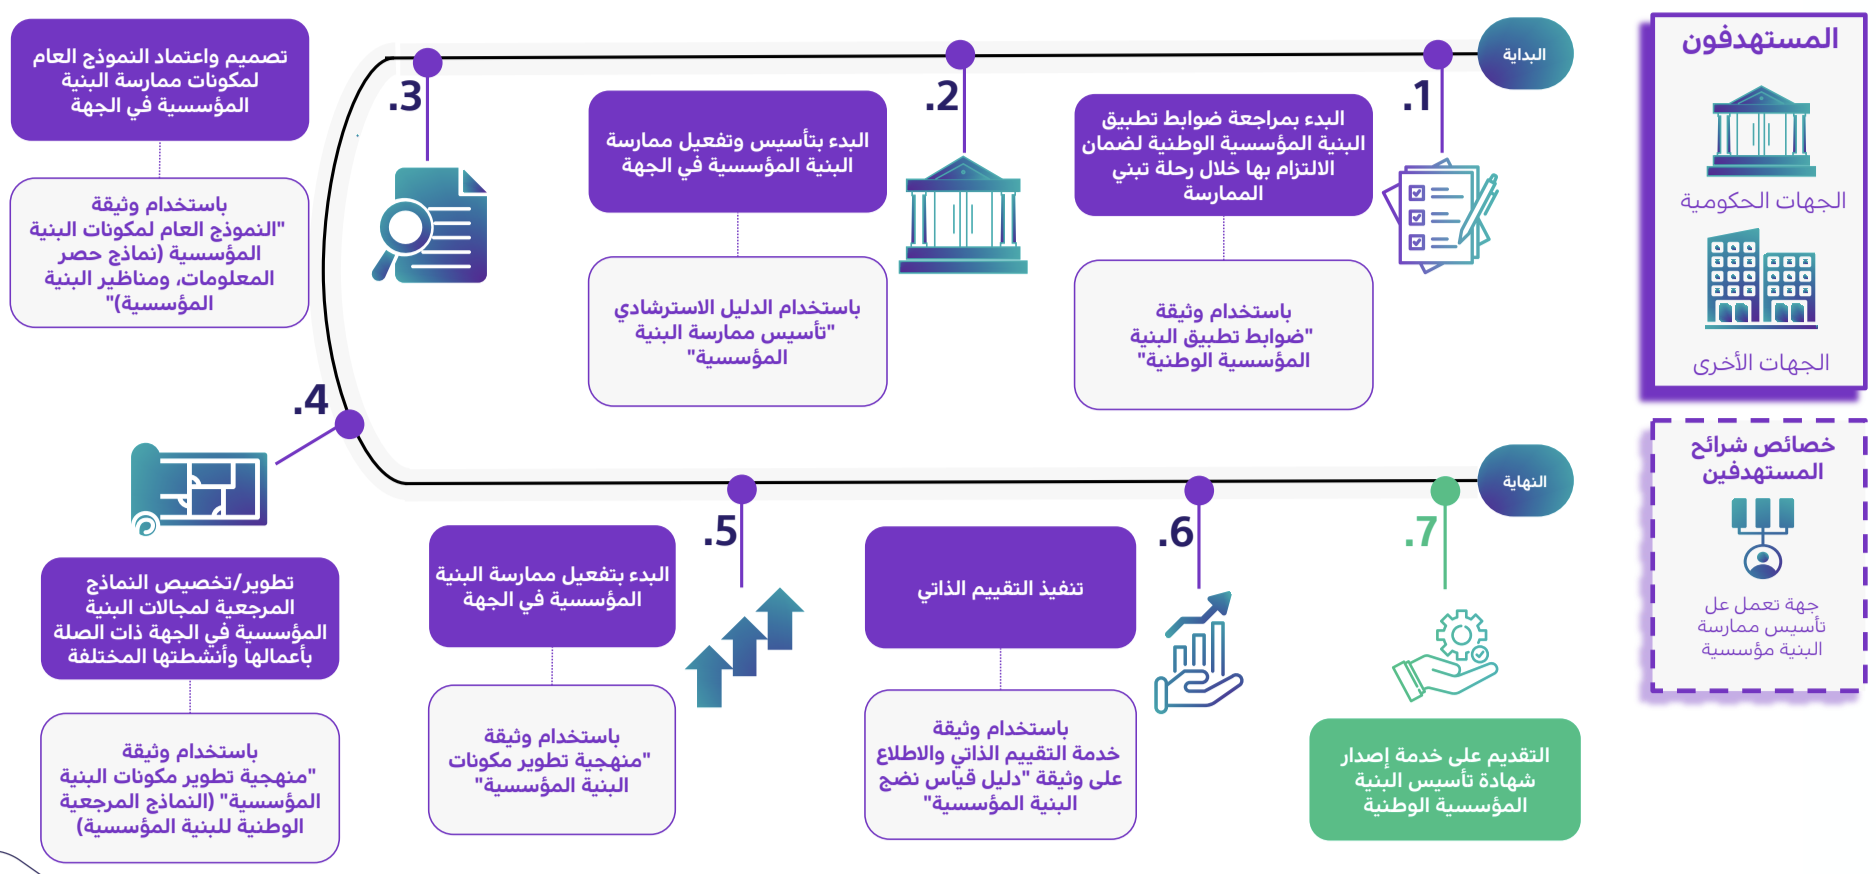 المستهدفون
الجهات الحكومية
الجهات الأخرى
خصائص شرائح
المستهدفين
جهة تعمل عل
تأسيس ممارسة
البنية مؤسسية
البداية
1.
البدء بمراجعة ضوابط تطبيق
البنية المؤسسية الوطنية لضمان
الالتزام بها خلال رحلة تبني
الممارسة
باستخدام وثيقة
"ضوابط تطبيق البنية
المؤسسية الوطنية"
2.
البدء بتأسيس وتفعيل ممارسة
البنية المؤسسية في الجهة
باستخدام الدليل الاسترشادي
"تأسيس ممارسة البنية
المؤسسية"
3.
تصميم واعتماد النموذج العام
لمكونات ممارسة البنية
المؤسسية في الجهة
باستخدام وثيقة
"النموذج العام لمكونات البنية
المؤسسية (نماذج حصر
المعلومات، ومناظير البنية
المؤسسية)"
4.
تطوير/تخصيص النماذج
المرجعية لمجالات البنية
المؤسسية في الجهة ذات الصلة
بأعمالها وأنشطتها المختلفة
باستخدام وثيقة
"منهجية تطوير مكونات البنية
المؤسسية" (النماذج المرجعية
الوطنية للبنية المؤسسية)
5.
البدء بتفعيل ممارسة البنية
المؤسسية في الجهة
باستخدام وثيقة
"منهجية تطوير مكونات
البنية المؤسسية"
6.
تنفيذ التقييم الذاتي
باستخدام وثيقة
خدمة التقييم الذاتي والاطلاع
على وثيقة "دليل قياس نضج
البنية المؤسسية"
7.
التقديم على خدمة إصدار
شهادة تأسيس البنية
المؤسسية الوطنية
النهاية